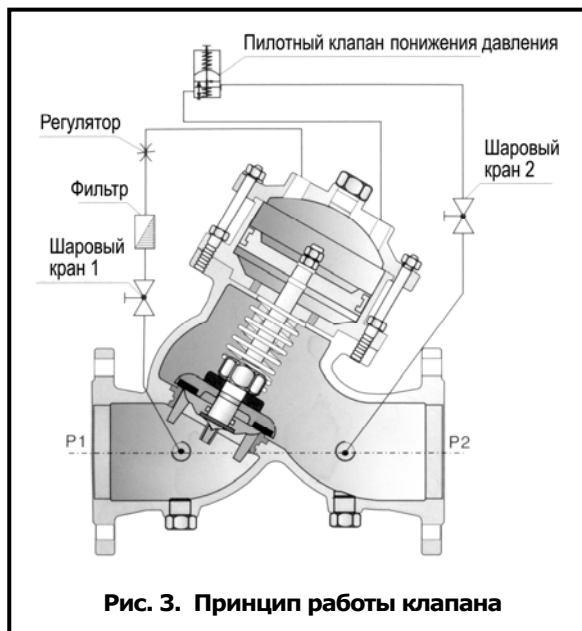 Пилотный клапан понижения давления
Регулятор
Фильтр
Шаровый
кран 1
Шаровый
кран 2
P1
P2
Рис. 3. Принцип работы клапана